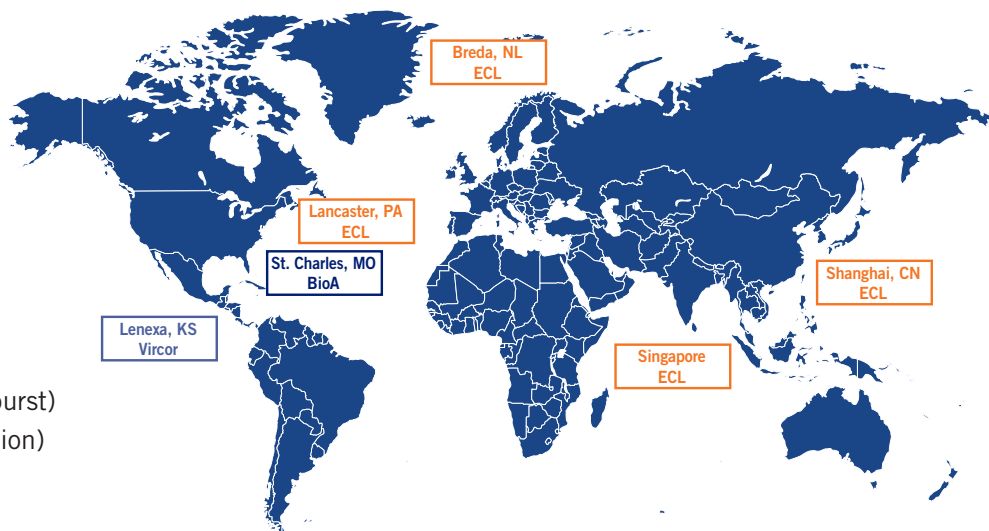 Breda, NL
ECL
Lancaster, PA
ECL
St. Charles, MO
BioA
Shanghai, CN
ECL
Lenexa, KS
Vircor
Singapore
ECL
ion)